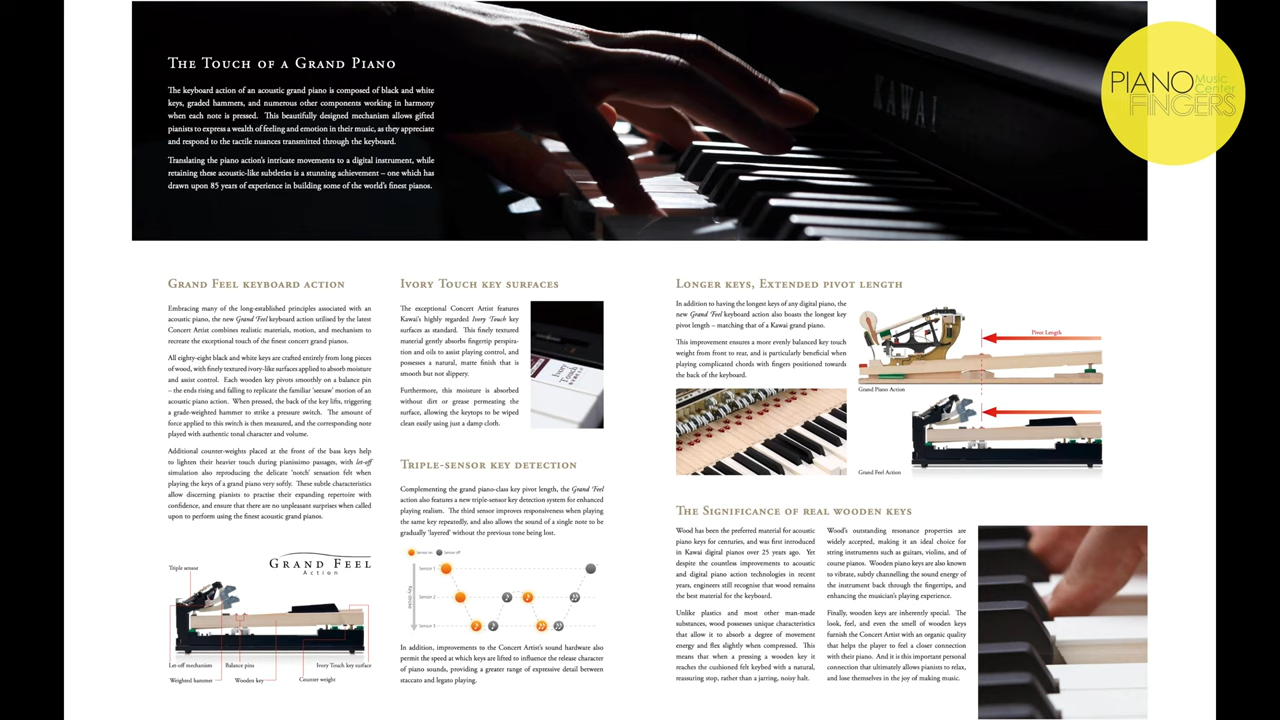 The Touch of a Grand Piano
The keyboard action of an acoustic grand piano is composed of black and white
keys, graded hammers, and numerous other components working in harmony
when each note is pressed. This beautifully designed mechanism allows gifted
pianists to express a wealth of feeling and emotion in their music, as they appreciate
and respond to the tactile nuances transmitted through the keyboard.
Translating the piano action's intricate movements to a digital instrument, while
retaining these acoustic-like subtleties is a stunning achievement – one which has
drawn upon 85 years of experience in building some of the world's finest pianos.
KAWAI
PIANO
Music
Center
FINGERS
Grand Feel keyboard action
Embracing many of the long-established principles associated with an
acoustic piano, the new Grand Feel keyboard action utilised by the latest
Concert Artist combines realistic materials, motion, and mechanism to
recreate the exceptional touch of the finest concert grand pianos.
All eighty-eight black and white keys are crafted entirely from long pieces
of wood, with finely textured ivory-like surfaces applied to absorb moisture
and assist control. Each wooden key pivots smoothly on a balance pin
– the ends rising and falling to replicate the familiar 'seesaw' motion of an
acoustic piano action. When pressed, the back of the key lifts, triggering
a grade-weighted hammer to strike a pressure switch. The amount of
force applied to this switch is then measured, and the corresponding note
played with authentic tonal character and volume.
Additional counter-weights placed at the front of the bass keys help
to lighten their heavier touch during pianissimo passages, with let-off
simulation also reproducing the delicate 'notch' sensation felt when
playing the keys of a grand piano very softly. These subtle characteristics
allow discerning pianists to practise their expanding repertoire with
confidence, and ensure that there are no unpleasant surprises when called
upon to perform using the finest acoustic grand pianos.
Grand Feel
Action
Triple sensor
Let-off mechanism
Balance pins
Ivory Touch key surface
Weighted hammer
Wooden key
Counter weight
Ivory Touch key surfaces
The exceptional Concert Artist features
Kawai's highly regarded Ivory Touch key
surfaces as standard. This finely textured
material gently absorbs fingertip perspira-
tion and oils to assist playing control, and
possesses a natural, matte finish that is
smooth but not slippery.
Furthermore, this moisture is absorbed
without dirt or grease permeating the
surface, allowing the keytops to be wiped
clean easily using just a damp cloth.
Ivory
Touch
Triple-sensor key detection
Complementing the grand piano-class key pivot length, the Grand Feel
action also features a new triple-sensor key detection system for enhanced
playing realism. The third sensor improves responsiveness when playing
the same key repeatedly, and also allows the sound of a single note to be
gradually 'layered' without the previous tone being lost.
Sensor on
Sensor off
Key stroke
Sensor 1
Sensor 2
Sensor 3
In addition, improvements to the Concert Artist's sound hardware also
permit the speed at which keys are lifted to influence the release character
of piano sounds, providing a greater range of expressive detail between
staccato and legato playing.
Longer keys, Extended pivot length
In addition to having the longest keys of any digital piano, the
new Grand Feel keyboard action also boasts the longest key
pivot length – matching that of a Kawai grand piano.
This improvement ensures a more evenly balanced key touch
weight from front to rear, and is particularly beneficial when
playing complicated chords with fingers positioned towards
the back of the keyboard.
Pivot Length
Grand Piano Action
Grand Feel Action
The Significance of real wooden keys
Wood has been the preferred material for acoustic
piano keys for centuries, and was first introduced
in Kawai digital pianos over 25 years ago. Yet
despite the countless improvements to acoustic
and digital piano action technologies in recent
years, engineers still recognise that wood remains
the best material for the keyboard.
Unlike plastics and most other man-made
substances, wood possesses unique characteristics
that allow it to absorb a degree of movement
energy and flex slightly when compressed. This
means that when a pressing a wooden key it
reaches the cushioned felt keybed with a natural,
reassuring stop, rather than a jarring, noisy halt.
Wood's outstanding resonance properties are
widely accepted, making it an ideal choice for
string instruments such as guitars, violins, and of
course pianos. Wooden piano keys are also known
to vibrate, subtly channelling the sound energy of
the instrument back through the fingertips, and
enhancing the musician's playing experience.
Finally, wooden keys are inherently special. The
look, feel, and even the smell of wooden keys
furnish the Concert Artist with an organic quality
that helps the player to feel a closer connection
with their piano. And it is this important personal
connection that ultimately allows pianists to relax,
and lose themselves in the joy of making music.